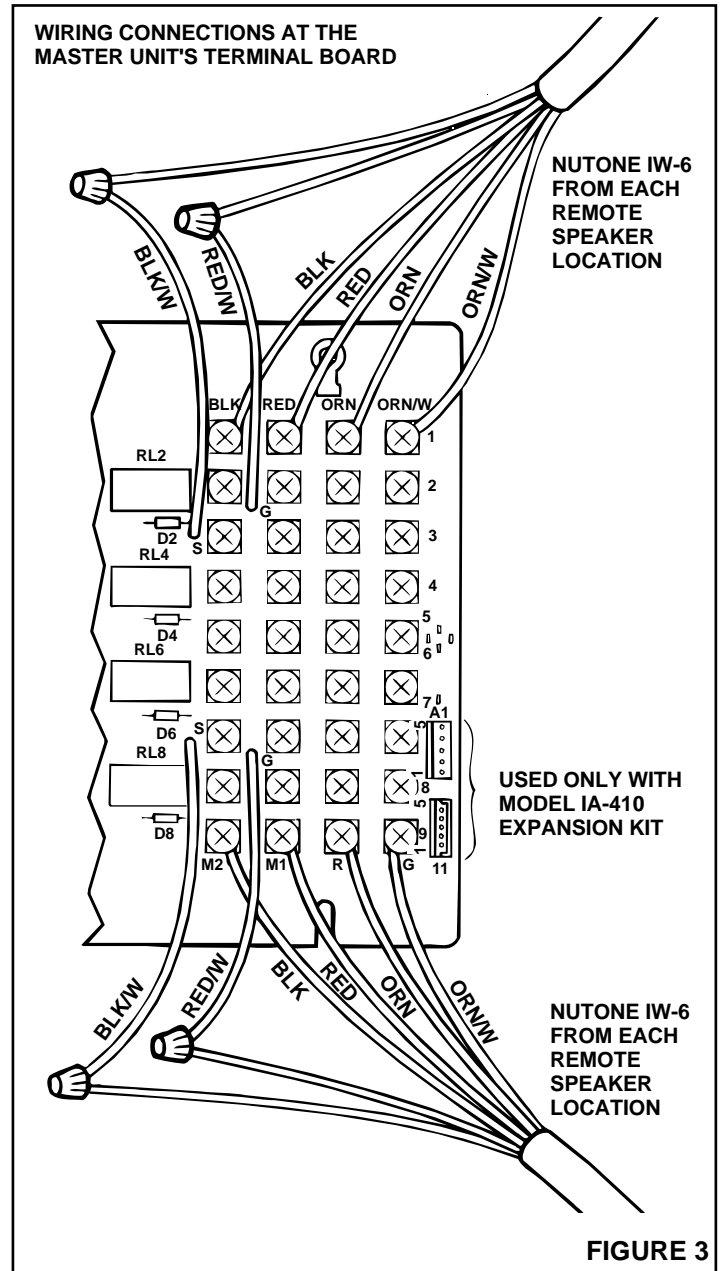 WIRING CONNECTIONS AT THE
MASTER UNIT'S TERMINAL BOARD
NUTONE IW-6
FROM EACH
REMOTE
SPEAKER
LOCATION
BLK/W
RED/W
BLK
RED
ORN
ORN/W
BLK RED ORN ORN/W
1
RL2
2
G
D2
S
3
RL4
4
D4
5
6
RL6
7
A1
D6
S
G
5
1
RL8
8
5
D8
9
1
M2 M1 R G 11
USED ONLY WITH
MODEL IA-410
EXPANSION KIT
BLK/W
RED/W
BLK
RED
ORN
ORN/W
NUTONE IW-6
FROM EACH
REMOTE
SPEAKER
LOCATION
FIGURE 3